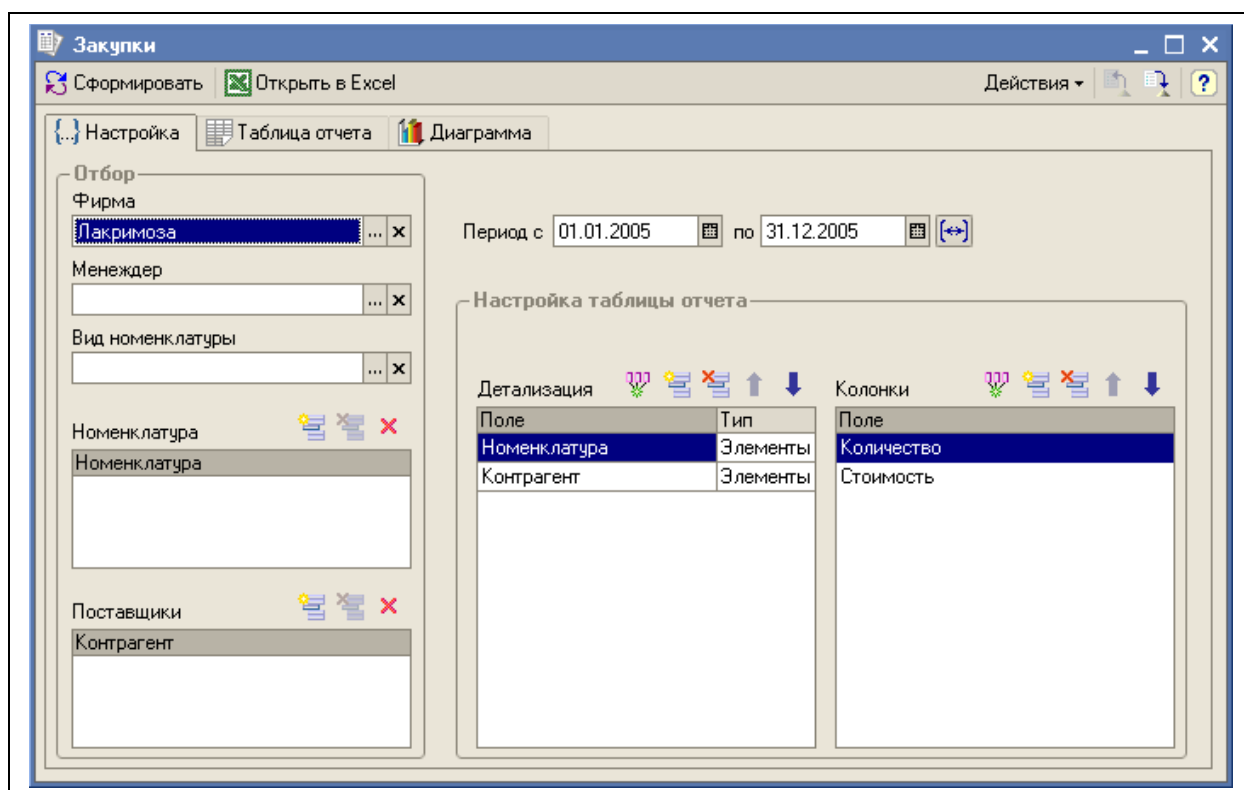 Закупки
Сформировать Открыть в Excel Действия ?
{...} Настройка Таблица отчета Диаграмма
Отбор
Фирма
Лакримоза ... x
Менеждер
... x
Вид номенклатуры
... x
Номенклатура
Номенклатура
Поставщики
Контрагент
Период с 01.01.2005 по 31.12.2005
Настройка таблицы отчета
Детализация
Поле Тип
Номенклатура Элементы
Контрагент Элементы
Колонки
Поле
Количество
Стоимость